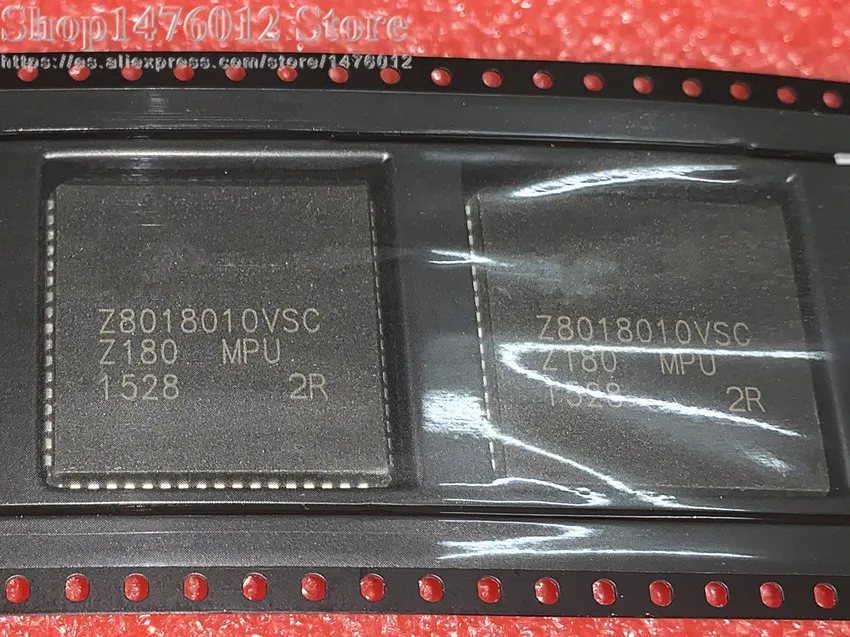 Shop1476012 Store
https://es.aliexpress.com/store/1476012
Z8018010VSC
Z180 MPU
1528 2R
Z8018010VSC
Z180 MPU
1528 2R